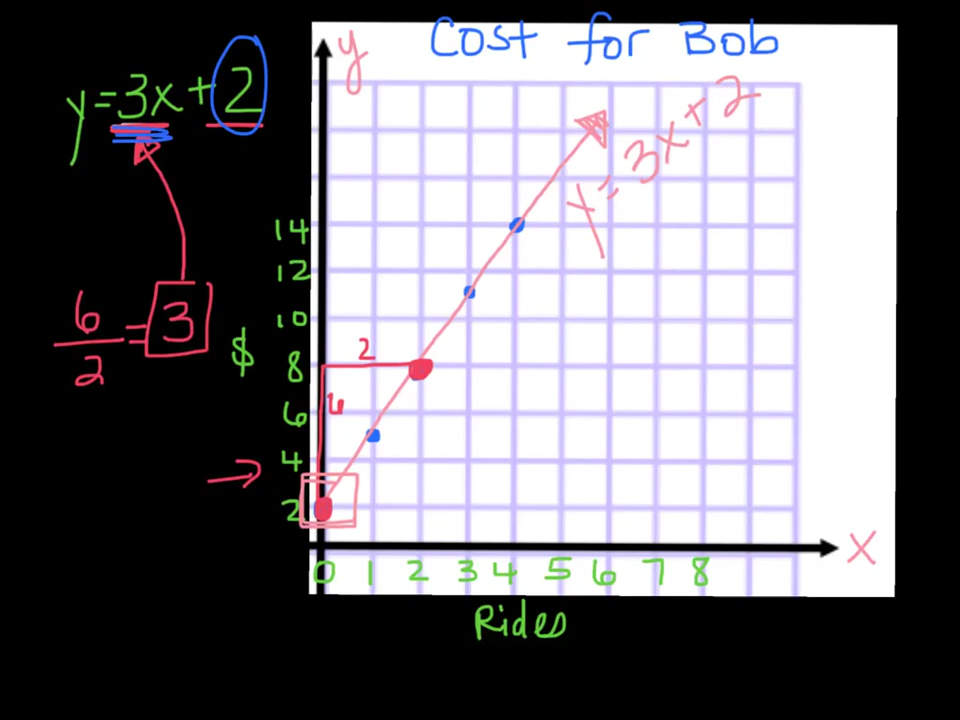 Cost for Bob
y
y=3x+2
y=3x+2
14
12
10
8
6
4
2
$
6/2=3
2
6
0 1 2 3 4 5 6 7 8
x
Rides